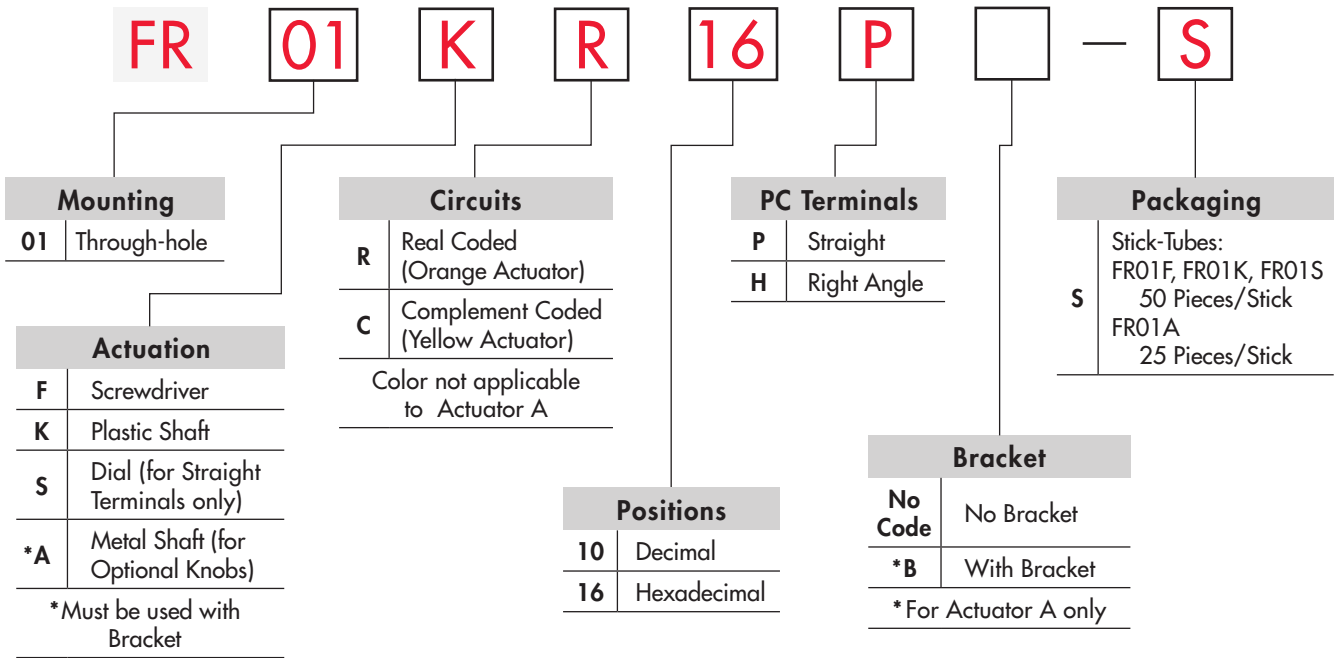 FR 01 K R 16 P — S
Mounting
01 Through-hole
Actuation
F Screwdriver
K Plastic Shaft
S Dial (for Straight
Terminals only)
*A Metal Shaft (for
Optional Knobs)
*Must be used with
Bracket
Circuits
R Real Coded
(Orange Actuator)
C Complement Coded
(Yellow Actuator)
Color not applicable
to Actuator A
Positions
10 Decimal
16 Hexadecimal
PC Terminals
P Straight
H Right Angle
Bracket
No
Code No Bracket
*B With Bracket
*For Actuator A only
Packaging
S Stick-Tubes:
FR01F, FR01K, FR01S
50 Pieces/Stick
FR01A
25 Pieces/Stick